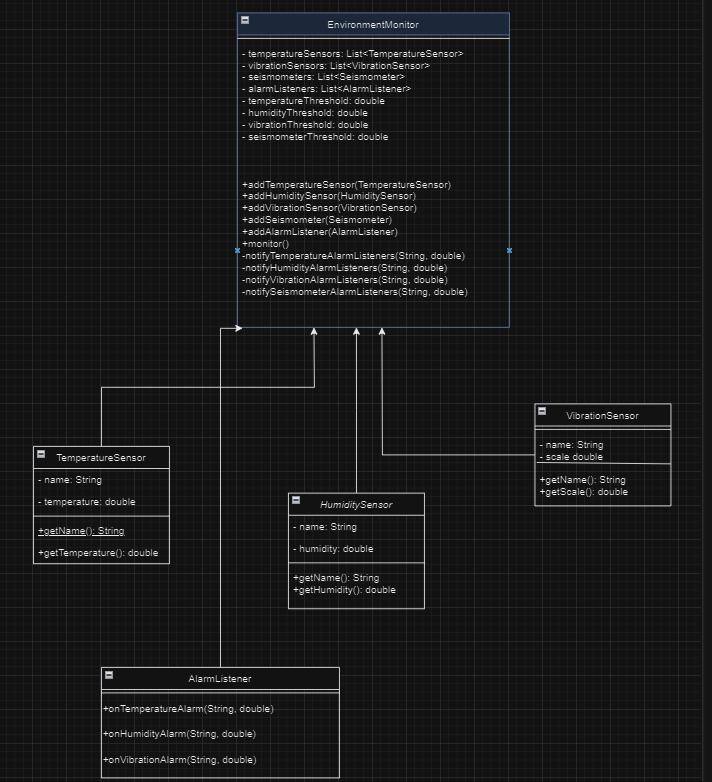 EnvironmentMonitor
- temperatureSensors: List<TemperatureSensor>
- vibrationSensors: List<VibrationSensor>
- seismometers: List<Seismometer>
- alarmListeners: List<AlarmListener>
- temperatureThreshold: double
- humidityThreshold: double
- vibrationThreshold: double
- seismometerThreshold: double
+addTemperatureSensor(TemperatureSensor)
+addHumiditySensor(HumiditySensor)
+addVibrationSensor(VibrationSensor)
+addSeismometer(Seismometer)
+addAlarmListener(AlarmListener)
+monitor()
-notifyTemperatureAlarmListeners(String, double)
-notifyHumidityAlarmListeners(String, double)
-notifyVibrationAlarmListeners(String, double)
-notifySeismometerAlarmListeners(String, double)
TemperatureSensor
- name: String
- temperature: double
+getName(): String
+getTemperature(): double
HumiditySensor
- name: String
- humidity: double
+getName(): String
+getHumidity(): double
VibrationSensor
- name: String
- scale double
+getName(): String
+getScale(): double
AlarmListener
+onTemperatureAlarm(String, double)
+onHumidityAlarm(String, double)
+onVibrationAlarm(String, double)